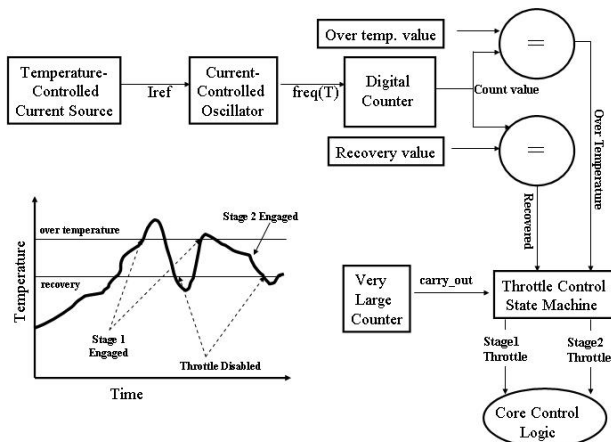 Over temp. value
=
Temperature-
Controlled
Current Source
Iref
Current-
Controlled
Oscillator
freq(T)
Digital
Counter
Count value
Over Temperature
Recovery value
=
Recovered
Temperature
over temperature
recovery
Stage 2 Engaged
Stage 1
Engaged
Throttle Disabled
Time
Very
Large
Counter
carry_out
Throttle Control
State Machine
Stage1
Throttle
Stage2
Throttle
Core Control
Logic